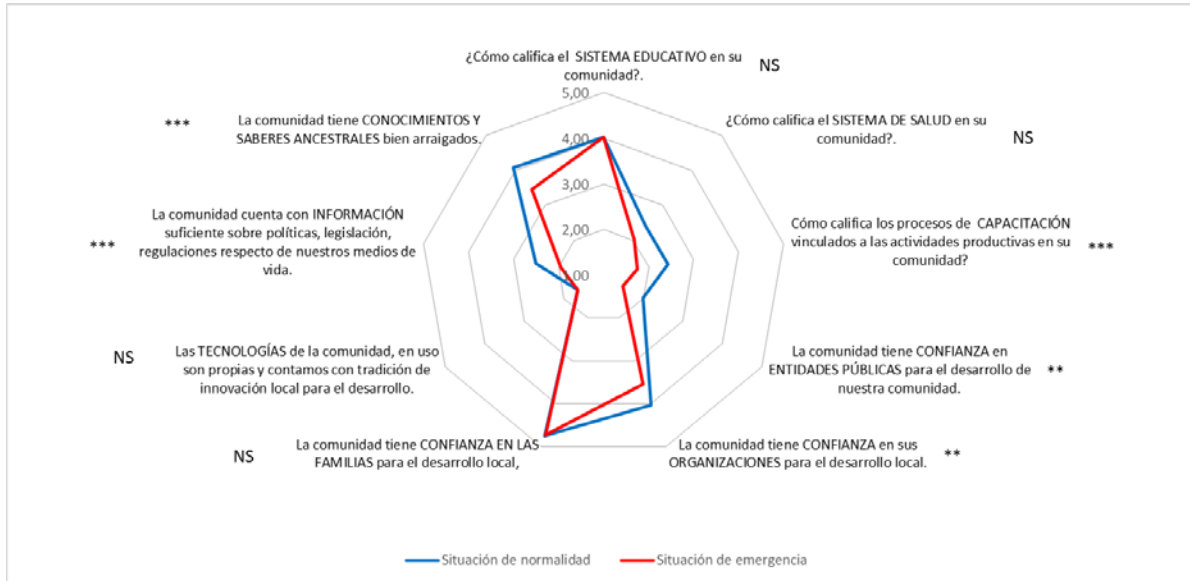 ¿Cómo califica el SISTEMA EDUCATIVO en su
comunidad?.
NS
5,00
4,00
3,00
2,00
1,00
¿Cómo califica el SISTEMA DE SALUD en su
comunidad?.
NS
Cómo califica los procesos de CAPACITACIÓN
vinculados a las actividades productivas en su
comunidad?
***
La comunidad tiene CONFIANZA en
ENTIDADES PÚBLICAS para el desarrollo de
nuestra comunidad.
**
La comunidad tiene CONFIANZA en sus
ORGANIZACIONES para el desarrollo local.
**
La comunidad tiene CONFIANZA EN LAS
FAMILIAS para el desarrollo local,
NS
Las TECNOLOGÍAS de la comunidad, en uso
son propias y contamos con tradición de
innovación local para el desarrollo.
NS
La comunidad cuenta con INFORMACIÓN
suficiente sobre políticas, legislación,
regulaciones respecto de nuestros medios de
vida.
***
La comunidad tiene CONOCIMIENTOS Y
SABERES ANCESTRALES bien arraigados.
***
Situación de normalidad
Situación de emergencia